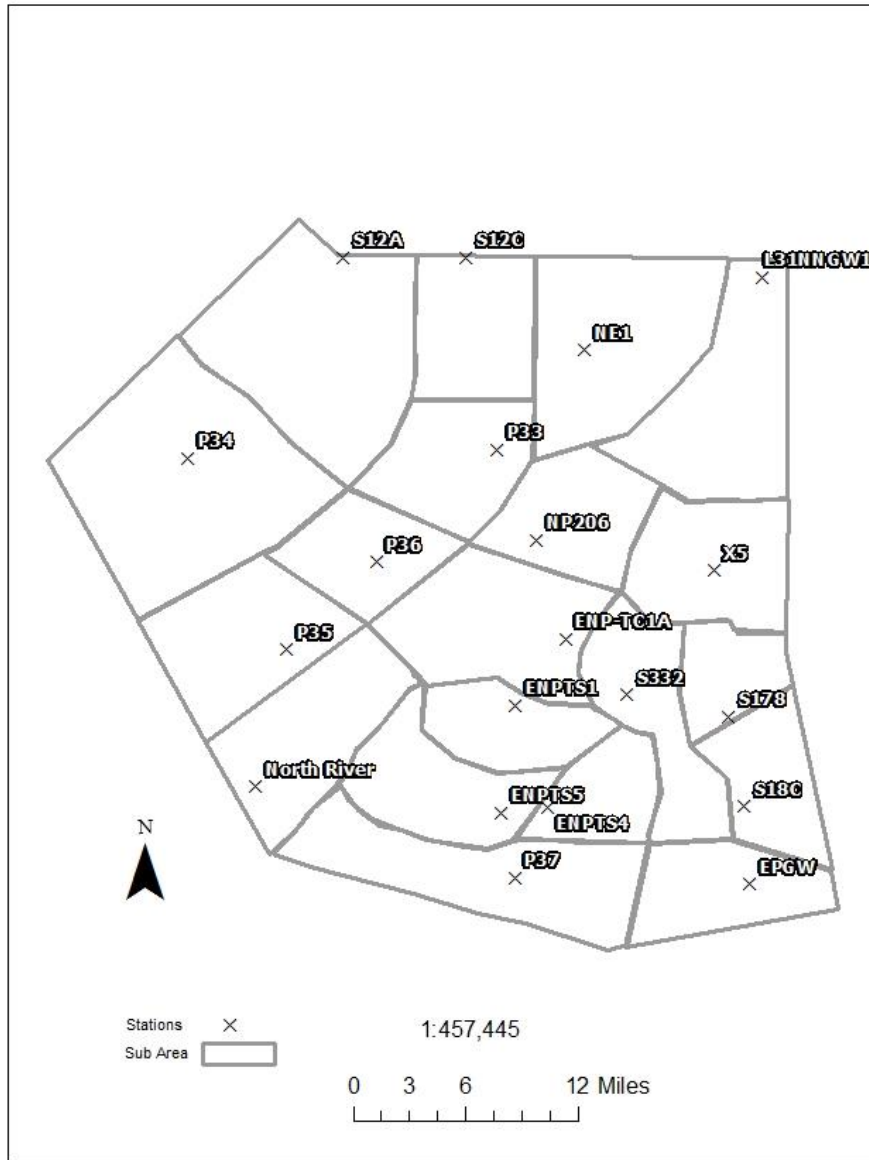 S12A
S12C
L31NNGW1
NE1
P33
P34
NP206
P36
X5
ENP-TC1A
P35
S332
S178
ENPTS1
North River
ENPTS5
S18C
ENPTS4
N
P37
EPGW
Stations
1:457,445
Sub Area
0 3 6 12 Miles